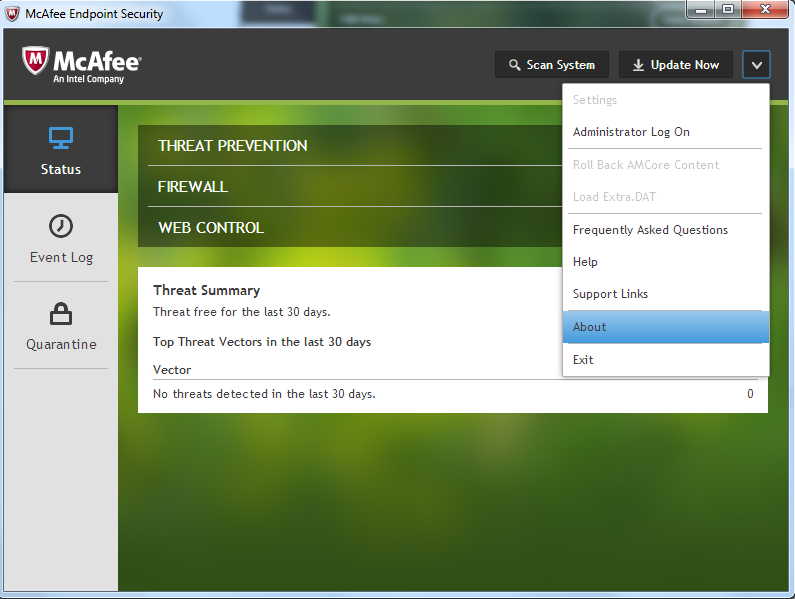 McAfee Endpoint Security
McAfee
An Intel Company
Scan System
Update Now
Settings
Administrator Log On
Roll Back AMCore Content
Load Extra.DAT
Frequently Asked Questions
Help
Support Links
About
Exit
Status
Event Log
Quarantine
THREAT PREVENTION
FIREWALL
WEB CONTROL
Threat Summary
Threat free for the last 30 days.
Top Threat Vectors in the last 30 days
Vector
No threats detected in the last 30 days. 0